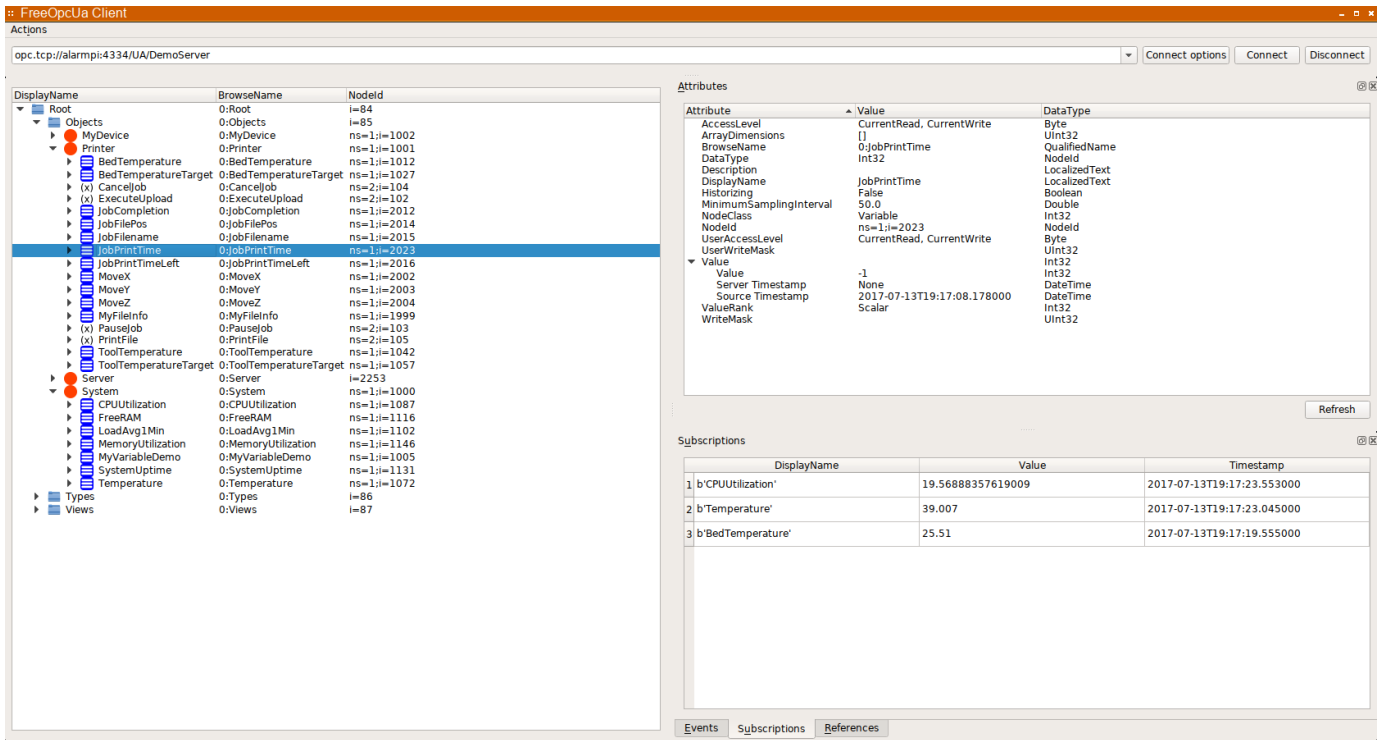 FreeOpcUa Client
Actions
opc.tcp://alarmpi:4334/UA/DemoServer
Connect options
Connect
Disconnect
DisplayName BrowseName NodeId
Root 0:Root i=84
Objects 0:Objects i=85
MyDevice 0:MyDevice ns=1;i=1002
Printer 0:Printer ns=1;i=1001
BedTemperature 0:BedTemperature ns=1;i=1012
BedTemperatureTarget 0:BedTemperatureTarget ns=1;i=1027
(x) CancelJob 0:CancelJob ns=2;i=104
(x) ExecuteUpload 0:ExecuteUpload ns=2;i=102
JobCompletion 0:JobCompletion ns=1;i=2012
JobFilePos 0:JobFilePos ns=1;i=2014
JobFilename 0:JobFilename ns=1;i=2015
JobPrintTime 0:JobPrintTime ns=1;i=2023
JobPrintTimeLeft 0:JobPrintTimeLeft ns=1;i=2016
MoveX 0:MoveX ns=1;i=2002
MoveY 0:MoveY ns=1;i=2003
MoveZ 0:MoveZ ns=1;i=2004
MyFileInfo 0:MyFileInfo ns=1;i=1999
(x) PauseJob 0:PauseJob ns=2;i=103
(x) PrintFile 0:PrintFile ns=2;i=105
ToolTemperature 0:ToolTemperature ns=1;i=1042
ToolTemperatureTarget 0:ToolTemperatureTarget ns=1;i=1057
Server 0:Server i=2253
System 0:System ns=1;i=1000
CPUUtilization 0:CPUUtilization ns=1;i=1087
FreeRAM 0:FreeRAM ns=1;i=1116
LoadAvg1Min 0:LoadAvg1Min ns=1;i=1102
MemoryUtilization 0:MemoryUtilization ns=1;i=1146
MyVariableDemo 0:MyVariableDemo ns=1;i=1005
SystemUptime 0:SystemUptime ns=1;i=1131
Temperature 0:Temperature ns=1;i=1072
Types 0:Types i=86
Views 0:Views i=87
Attributes
Attribute Value DataType
AccessLevel CurrentRead, CurrentWrite Byte
ArrayDimensions [] UInt32
BrowseName 0:JobPrintTime QualifiedName
DataType Int32 NodeId
Description LocalizedText
DisplayName JobPrintTime LocalizedText
Historizing False Boolean
MinimumSamplingInterval 50.0 Double
NodeClass Variable Int32
NodeId ns=1;i=2023 NodeId
UserAccessLevel CurrentRead, CurrentWrite Byte
UserWriteMask UInt32
Value Int32
Value -1 Int32
Server Timestamp None DateTime
Source Timestamp 2017-07-13T19:17:08.178000 DateTime
ValueRank Scalar Int32
WriteMask UInt32
Refresh
Subscriptions
DisplayName Value Timestamp
1 b'CPUUtilization' 19.56888357619009 2017-07-13T19:17:23.553000
2 b'Temperature' 39.007 2017-07-13T19:17:23.045000
3 b'BedTemperature' 25.51 2017-07-13T19:17:19.555000
Events Subscriptions References